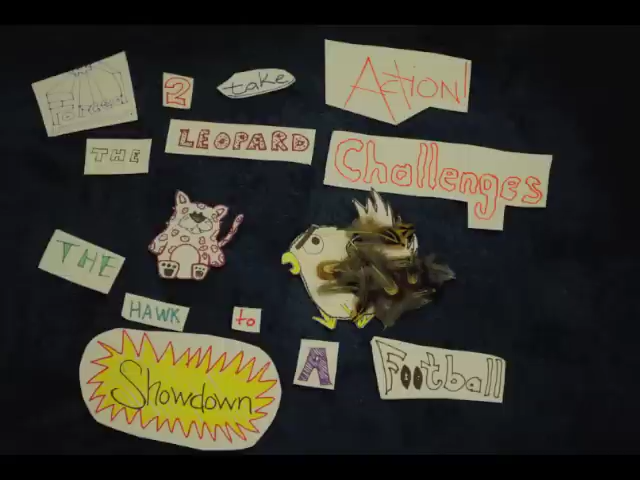 2 take ACTION!
THE LEOPARD Challenges
THE
HAWK to
Showdown A Football